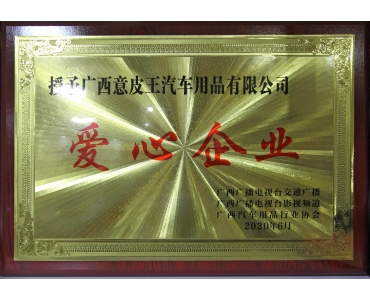 授予广西意皮王汽车用品有限公司
爱心企业
广西广播电视台交通广播
广西广播电视台影视频道
广西汽车用品行业协会
2020年6月